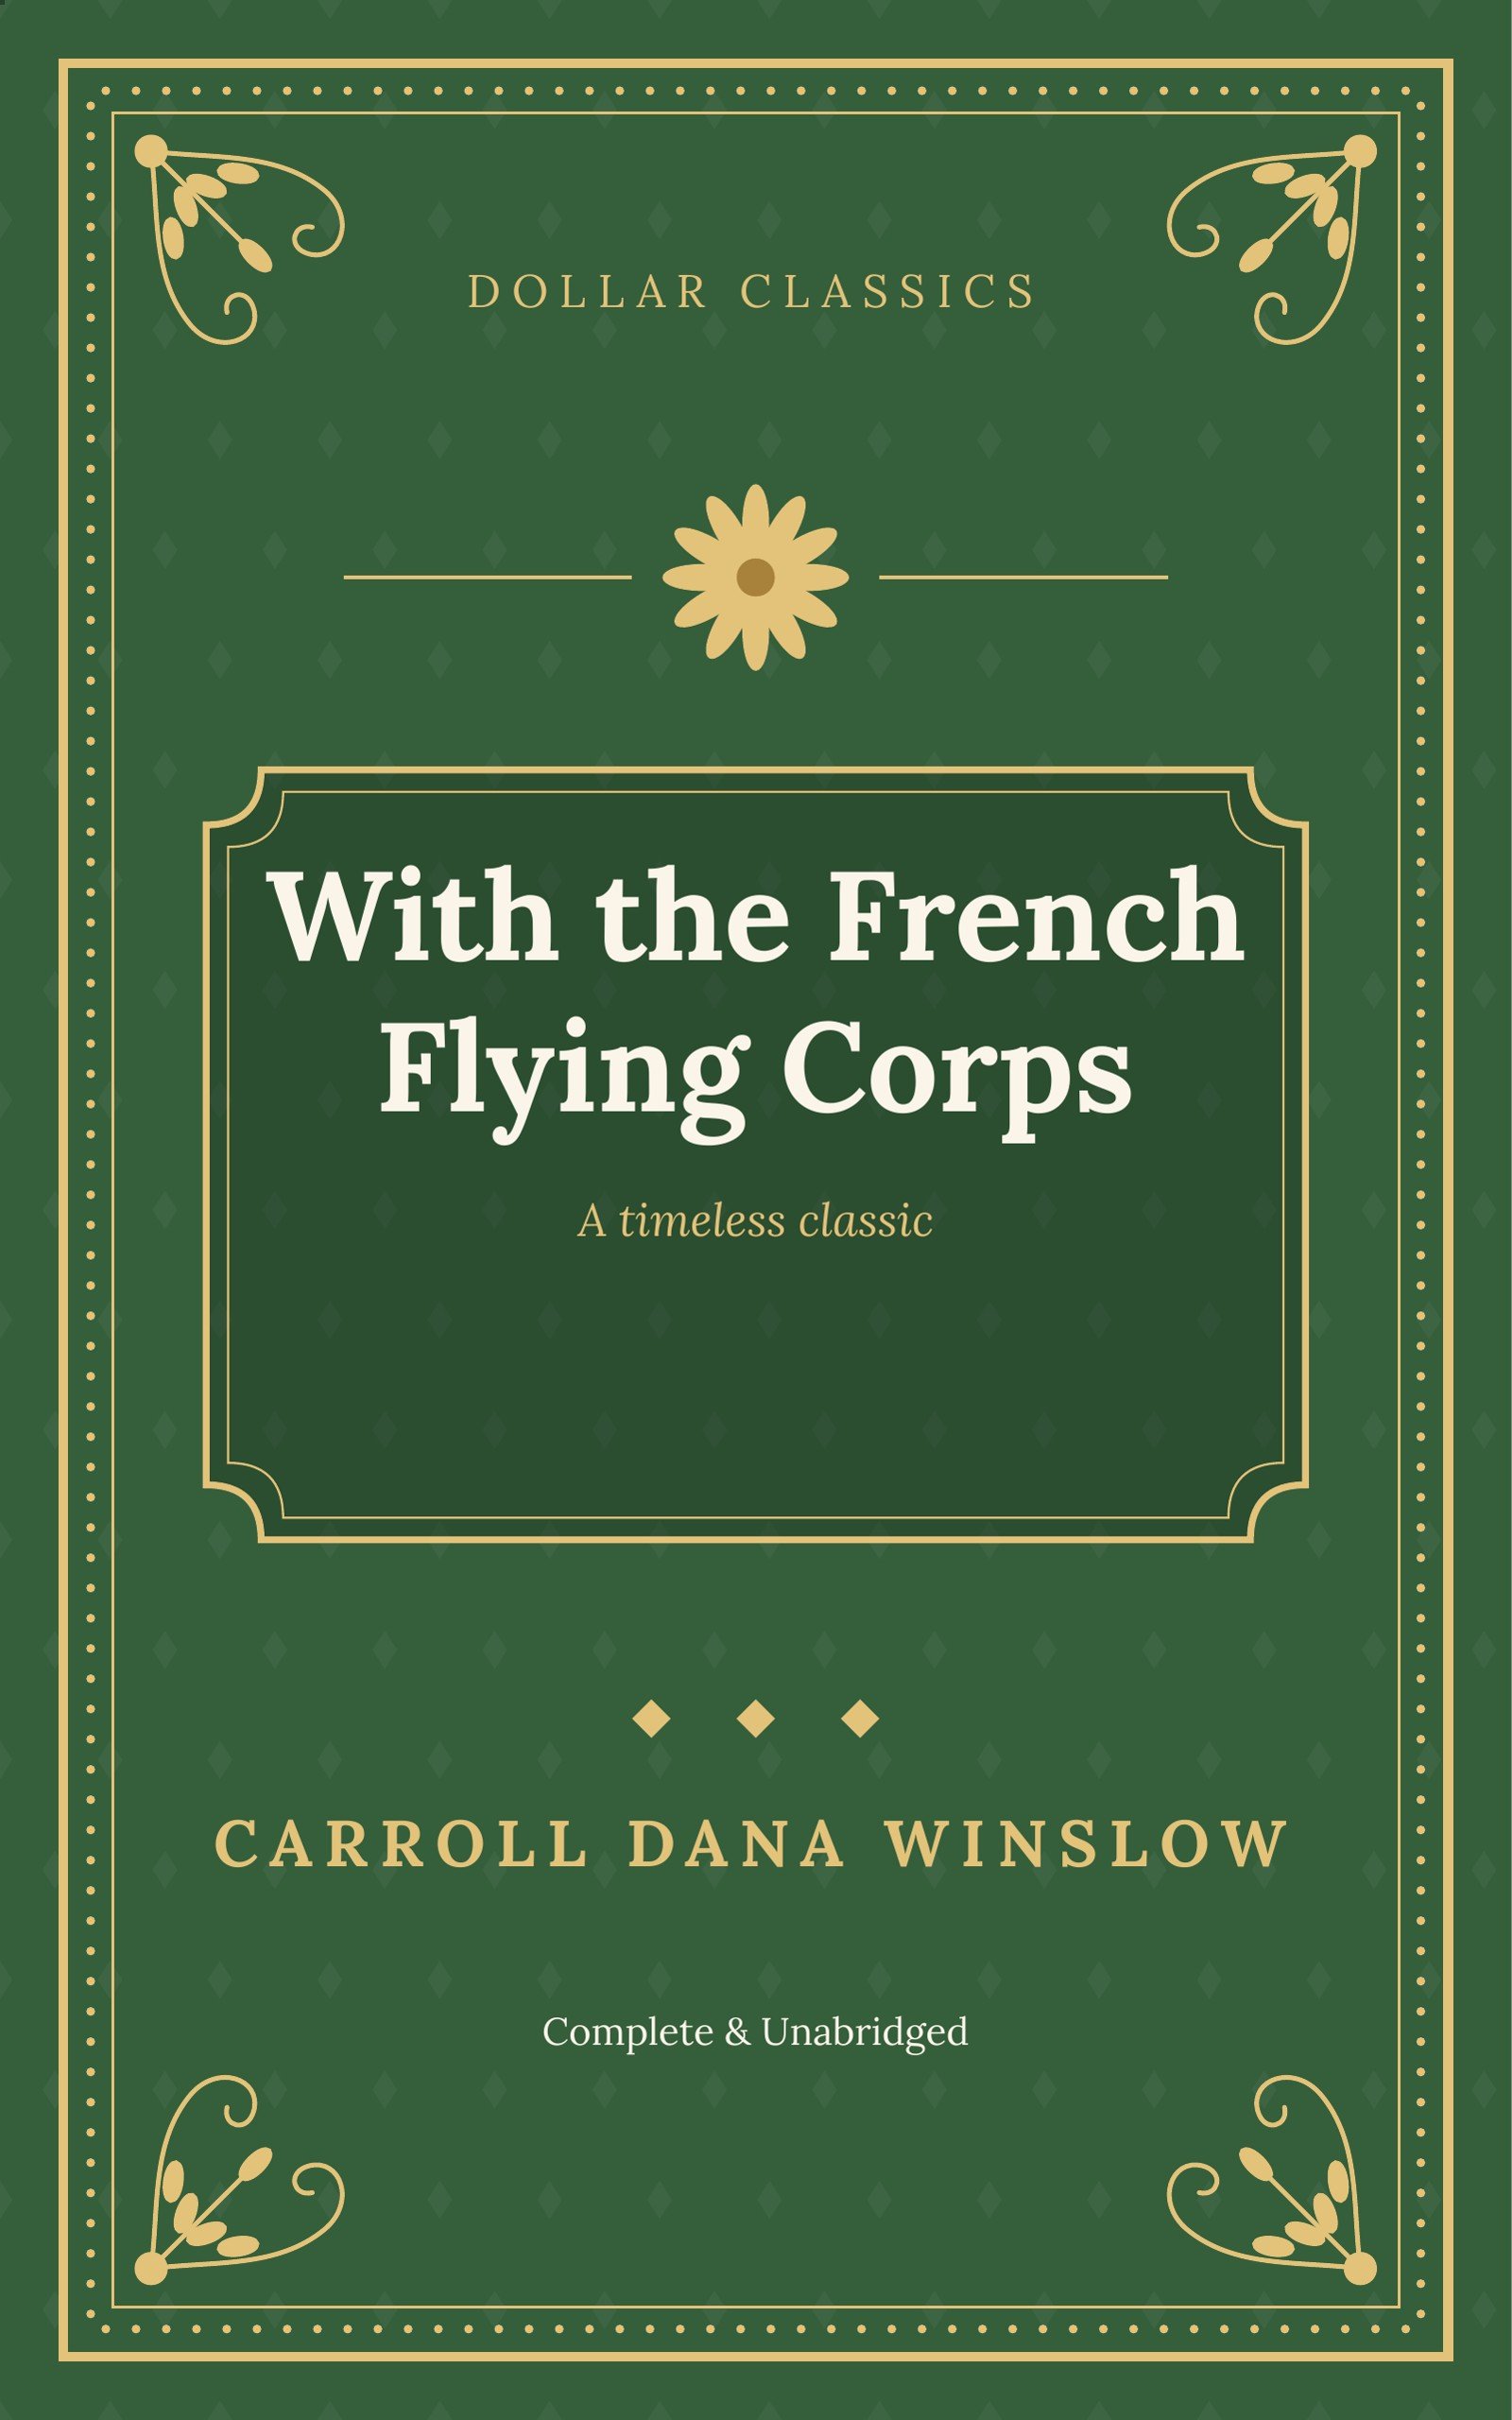 DOLLAR CLASSICS
With the French
Flying Corps
A timeless classic
CARROLL DANA WINSLOW
Complete & Unabridged